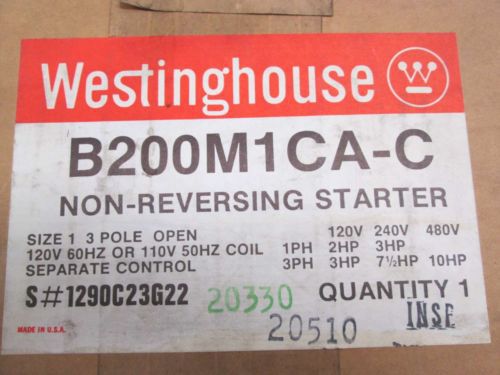 Westinghouse
B200M1CA-C
NON-REVERSING STARTER
SIZE 1 3 POLE OPEN 120V 240V 480V
120V 60HZ OR 110V 50HZ COIL 1PH 2HP 3HP
SEPARATE CONTROL 3PH 3HP 7½HP 10HP
S#1290C23G22 20330 QUANTITY 1
MADE IN U.S.A. 20510